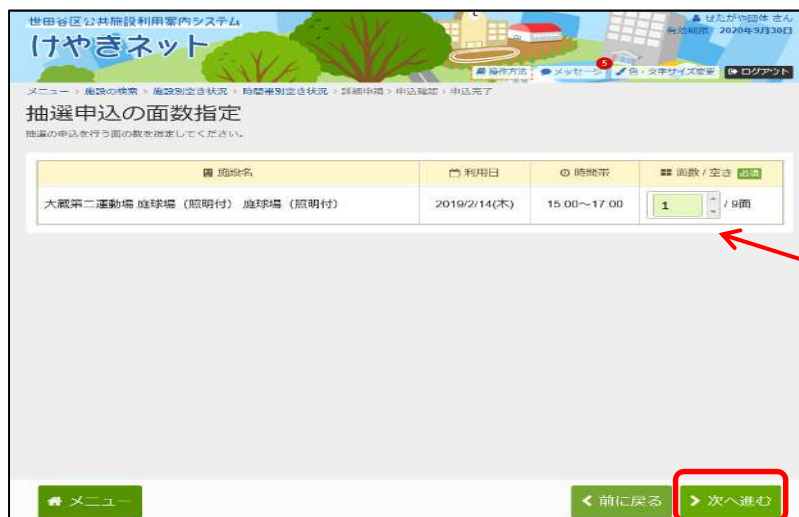 世田谷区公共施設利用案内システム
けやきネット
せたがや団体 さん
有効期限 2020年9月30日
操作方法
5
メッセージ
色・文字サイズ変更
ログアウト
メニュー > 施設の検索 > 施設別空き状況 > 時間帯別空き状況 > 詳細申請 > 申込確認 > 申込完了
抽選申込の面数指定
抽選の申込を行う面の数を指定してください。
施設名 利用日 時間帯 面数 / 空き 必須
大蔵第二運動場 庭球場（照明付） 庭球場（照明付） 2019/2/14(木) 15:00～17:00 1 / 9面
メニュー
前に戻る
次へ進む